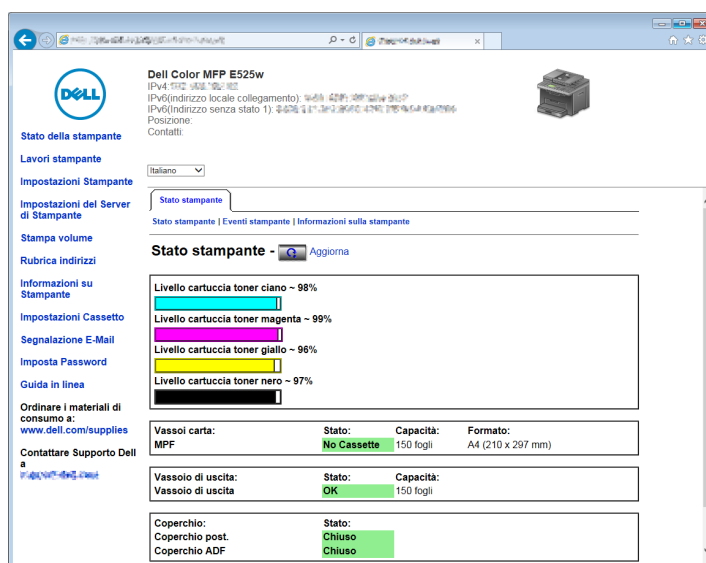 DELL
Dell Color MFP E525w
IPv4:
IPv6(indirizzo locale collegamento):
IPv6(Indirizzo senza stato 1):
Posizione:
Contatti:
Italiano
Stato della stampante
Lavori stampante
Impostazioni Stampante
Impostazioni del Server
di Stampante
Stampa volume
Rubrica indirizzi
Informazioni su
Stampante
Impostazioni Cassetto
Segnalazione E-Mail
Imposta Password
Guida in linea
Ordinare i materiali di
consumo a:
www.dell.com/supplies
Contattare Supporto Dell
a
Stato stampante
Stato stampante | Eventi stampante | Informazioni sulla stampante
Stato stampante - Aggiorna
Livello cartuccia toner ciano ~ 98%
Livello cartuccia toner magenta ~ 99%
Livello cartuccia toner giallo ~ 96%
Livello cartuccia toner nero ~ 97%
Vassoi carta: Stato: Capacità: Formato:
MPF No Cassette 150 fogli A4 (210 x 297 mm)
Vassoio di uscita: Stato: Capacità:
Vassoio di uscita OK 150 fogli
Coperchio: Stato:
Coperchio post. Chiuso
Coperchio ADF Chiuso